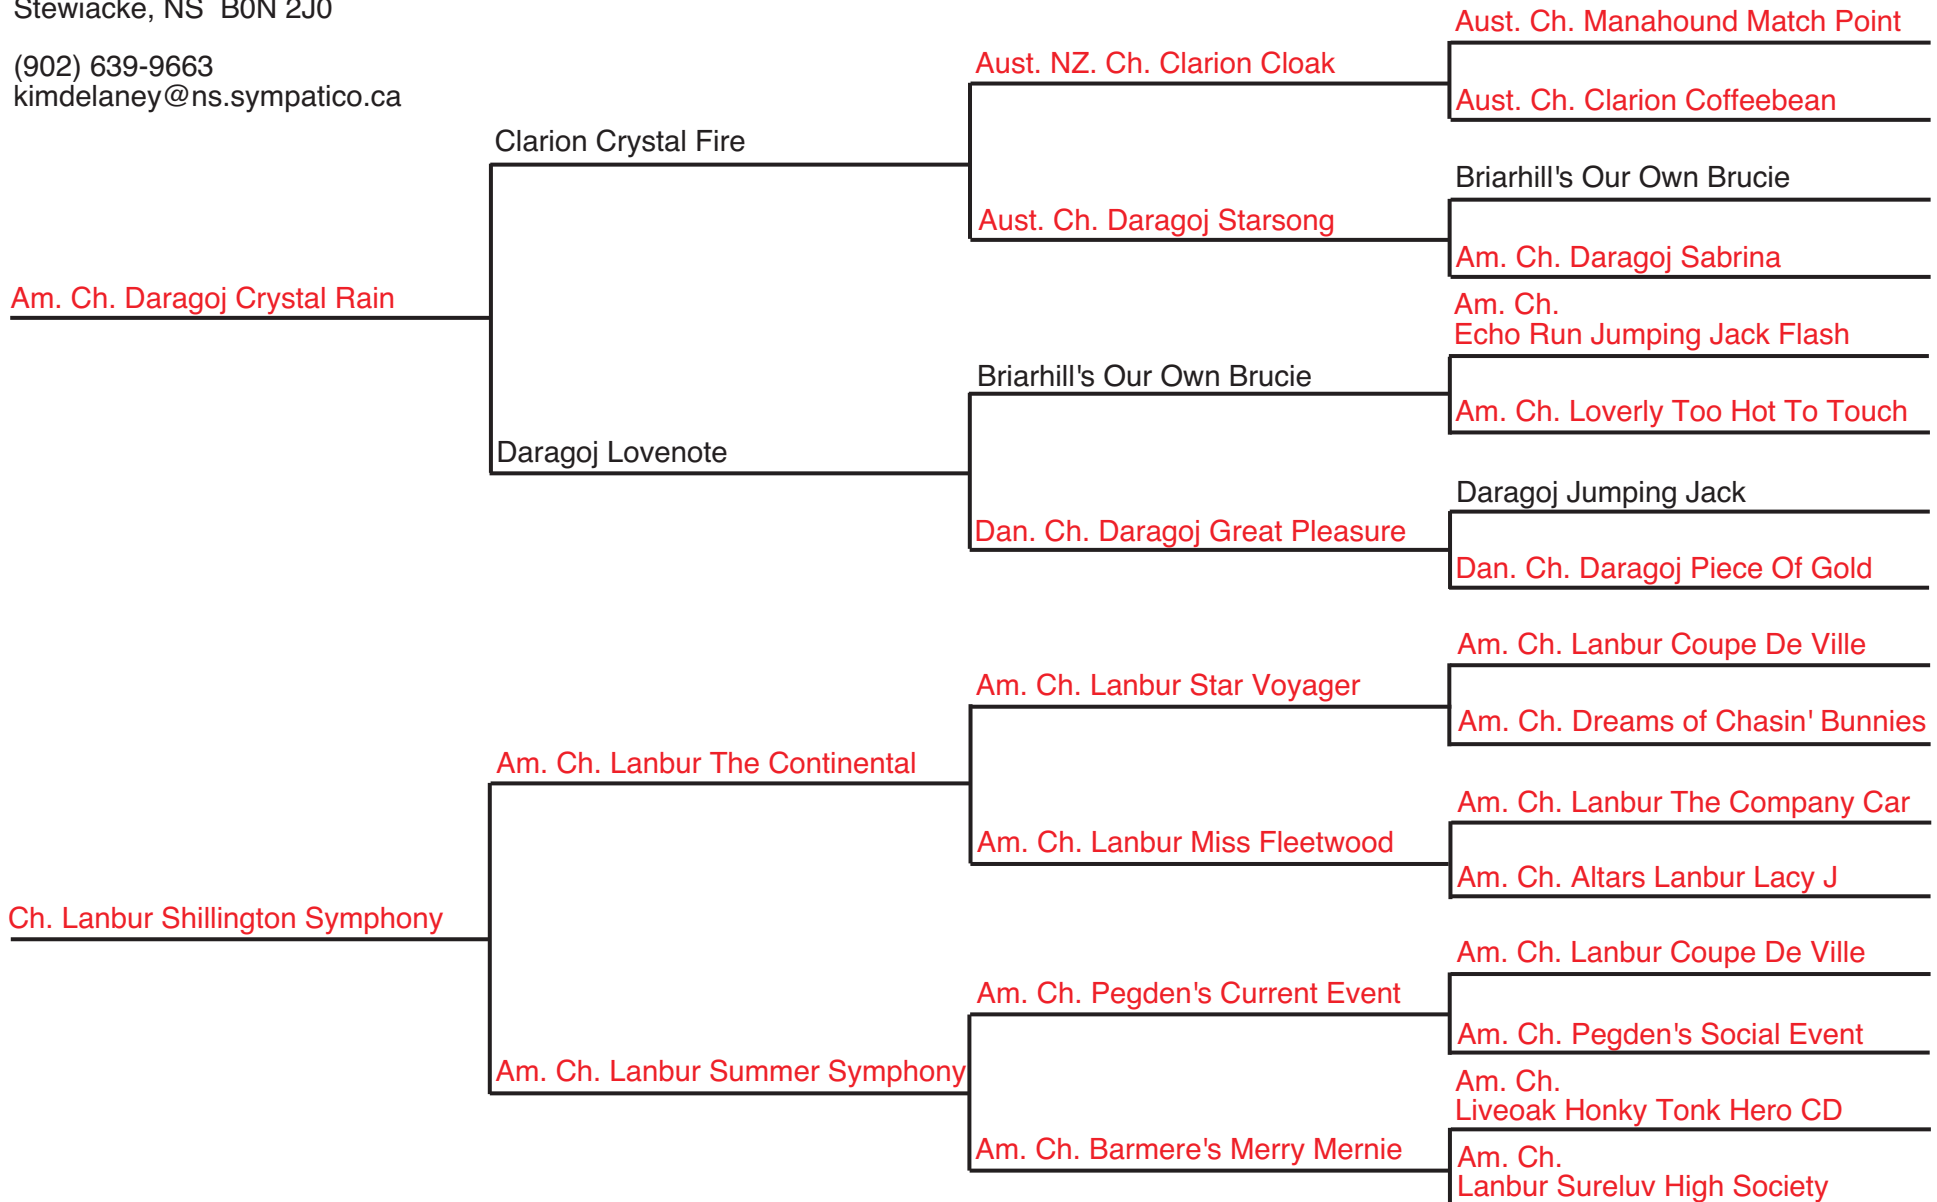 Stewiacke, NS  B0N 2J0
(902) 639-9663
kimdelaney@ns.sympatico.ca
Am. Ch. Daragoj Crystal Rain
Ch. Lanbur Shillington Symphony
Clarion Crystal Fire
Daragoj Lovenote
Am. Ch. Lanbur The Continental
Am. Ch. Lanbur Summer Symphony
Aust. NZ. Ch. Clarion Cloak
Aust. Ch. Daragoj Starsong
Briarhill's Our Own Brucie
Dan. Ch. Daragoj Great Pleasure
Am. Ch. Lanbur Star Voyager
Am. Ch. Lanbur Miss Fleetwood
Am. Ch. Pegden's Current Event
Am. Ch. Barmere's Merry Mernie
Aust. Ch. Manahound Match Point
Aust. Ch. Clarion Coffeebean
Briarhill's Our Own Brucie
Am. Ch. Daragoj Sabrina
Am. Ch.
Echo Run Jumping Jack Flash
Am. Ch. Loverly Too Hot To Touch
Daragoj Jumping Jack
Dan. Ch. Daragoj Piece Of Gold
Am. Ch. Lanbur Coupe De Ville
Am. Ch. Dreams of Chasin' Bunnies
Am. Ch. Lanbur The Company Car
Am. Ch. Altars Lanbur Lacy J
Am. Ch. Lanbur Coupe De Ville
Am. Ch. Pegden's Social Event
Am. Ch.
Liveoak Honky Tonk Hero CD
Am. Ch.
Lanbur Sureluv High Society